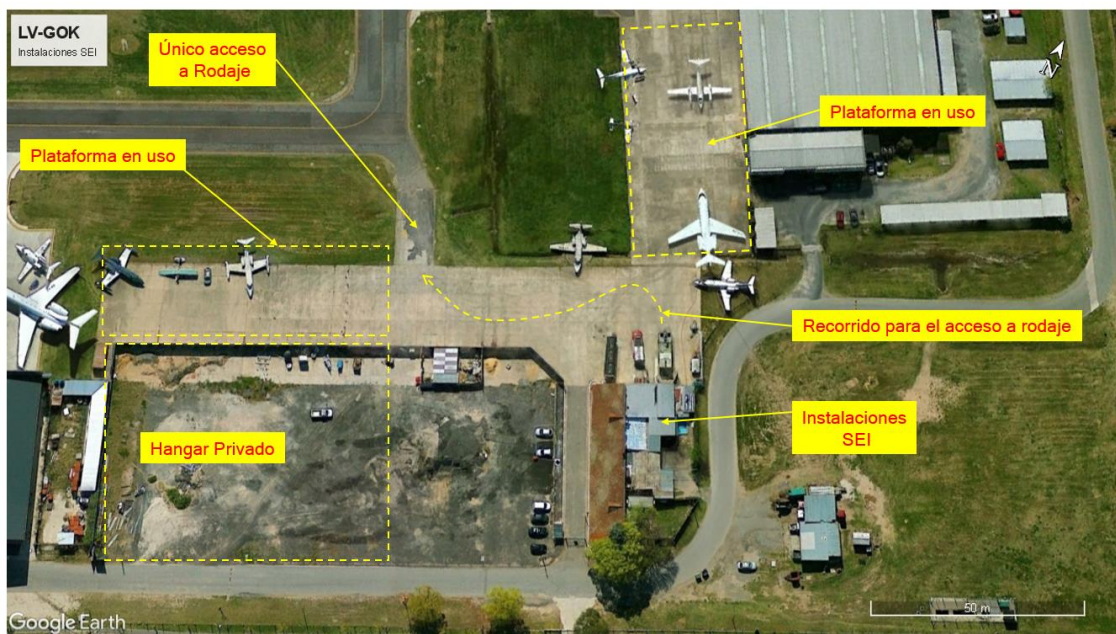 LV-GOK
Instalaciones SEI
Único acceso
a Rodaje
N
Plataforma en uso
Plataforma en uso
Recorrido para el acceso a rodaje
Instalaciones
SEI
Hangar Privado
50 m
Google Earth